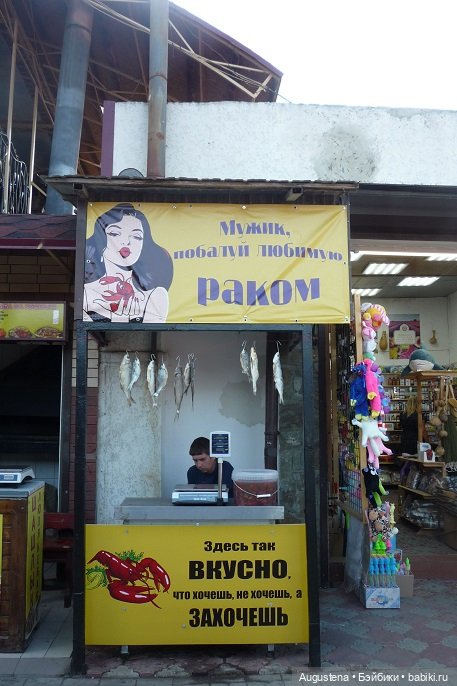 Мужик,
побалуй любимую
раком
Здесь так
ВКУСНО,
что хочешь, не хочешь, а
ЗАХОЧЕШЬ
Augustena • Бэйбики • babiki.ru